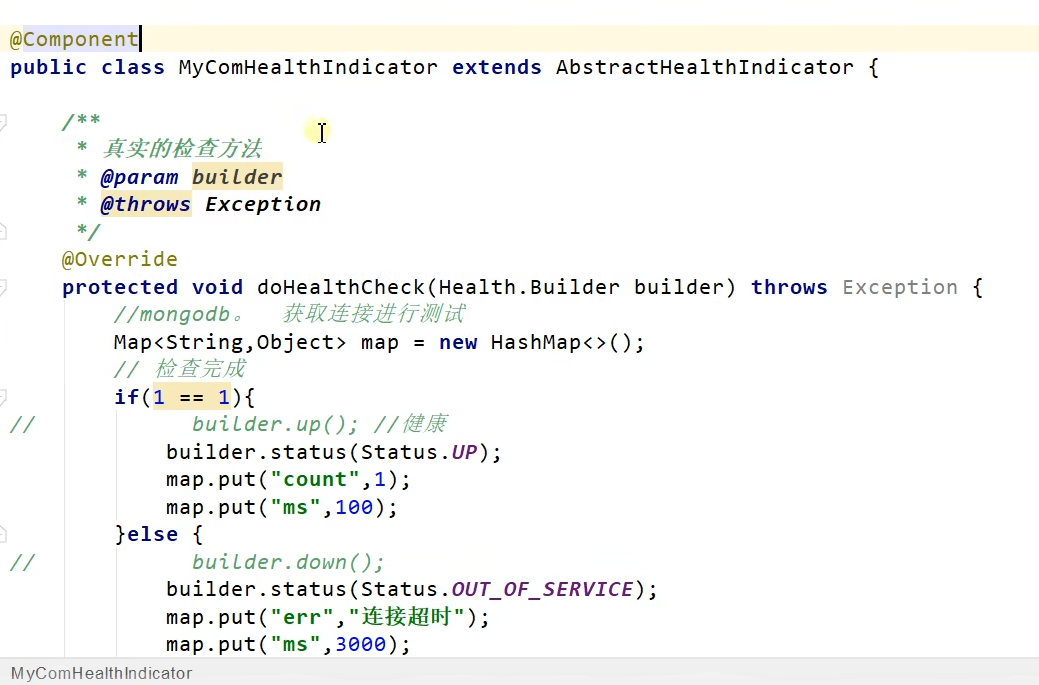 @Component
public class MyComHealthIndicator extends AbstractHealthIndicator {
/**
* 真实的检查方法
* @param builder
* @throws Exception
*/
@Override
protected void doHealthCheck(Health.Builder builder) throws Exception {
//mongodb。  获取连接进行测试
Map<String,Object> map = new HashMap<>();
// 检查完成
if(1 == 1){
// builder.up(); //健康
builder.status(Status.UP);
map.put("count",1);
map.put("ms",100);
}else {
// builder.down();
builder.status(Status.OUT_OF_SERVICE);
map.put("err","连接超时");
map.put("ms",3000);
MyComHealthIndicator